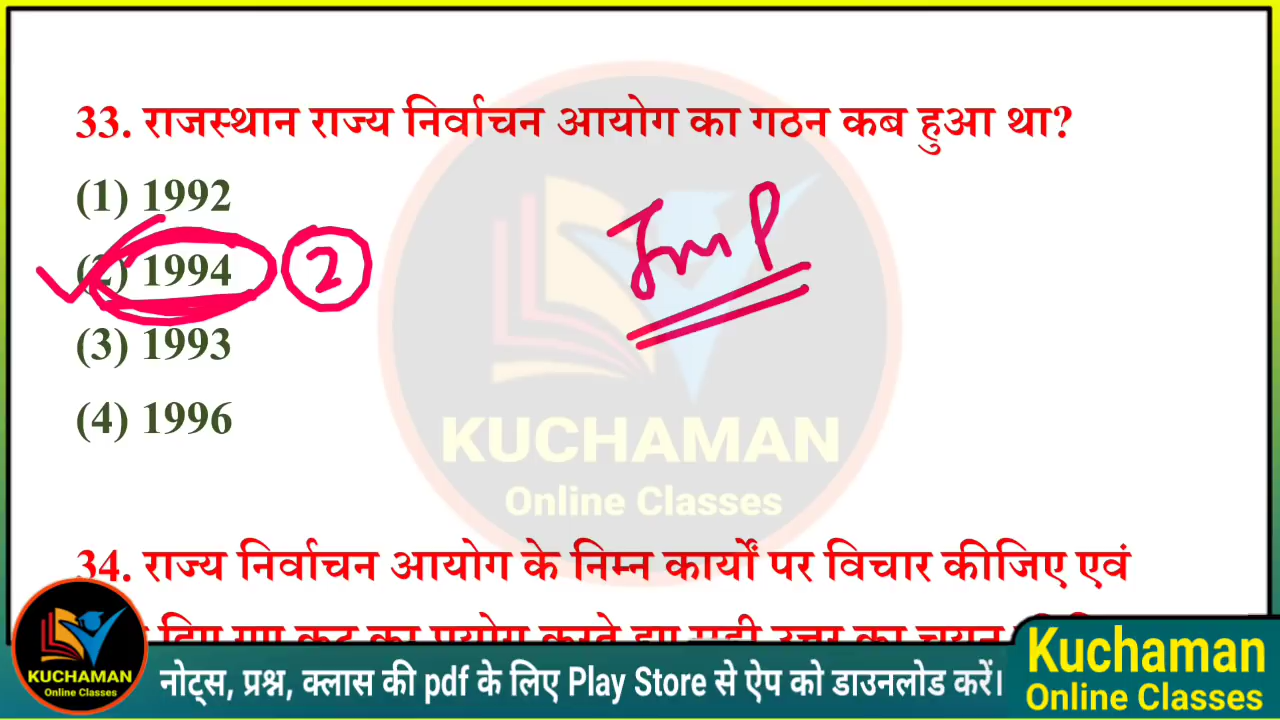 33. राजस्थान राज्य निर्वाचन आयोग का गठन कब हुआ था?
(1) 1992
(2) 1994 2
Imp
(3) 1993
(4) 1996
KUCHAMAN
Online Classes
34. राज्य निर्वाचन आयोग के निम्न कार्यों पर विचार कीजिए एवं
KUCHAMAN
Online Classes
नोट्स, प्रश्न, क्लास की pdf के लिए Play Store से ऐप को डाउनलोड करें।
Kuchaman
Online Classes